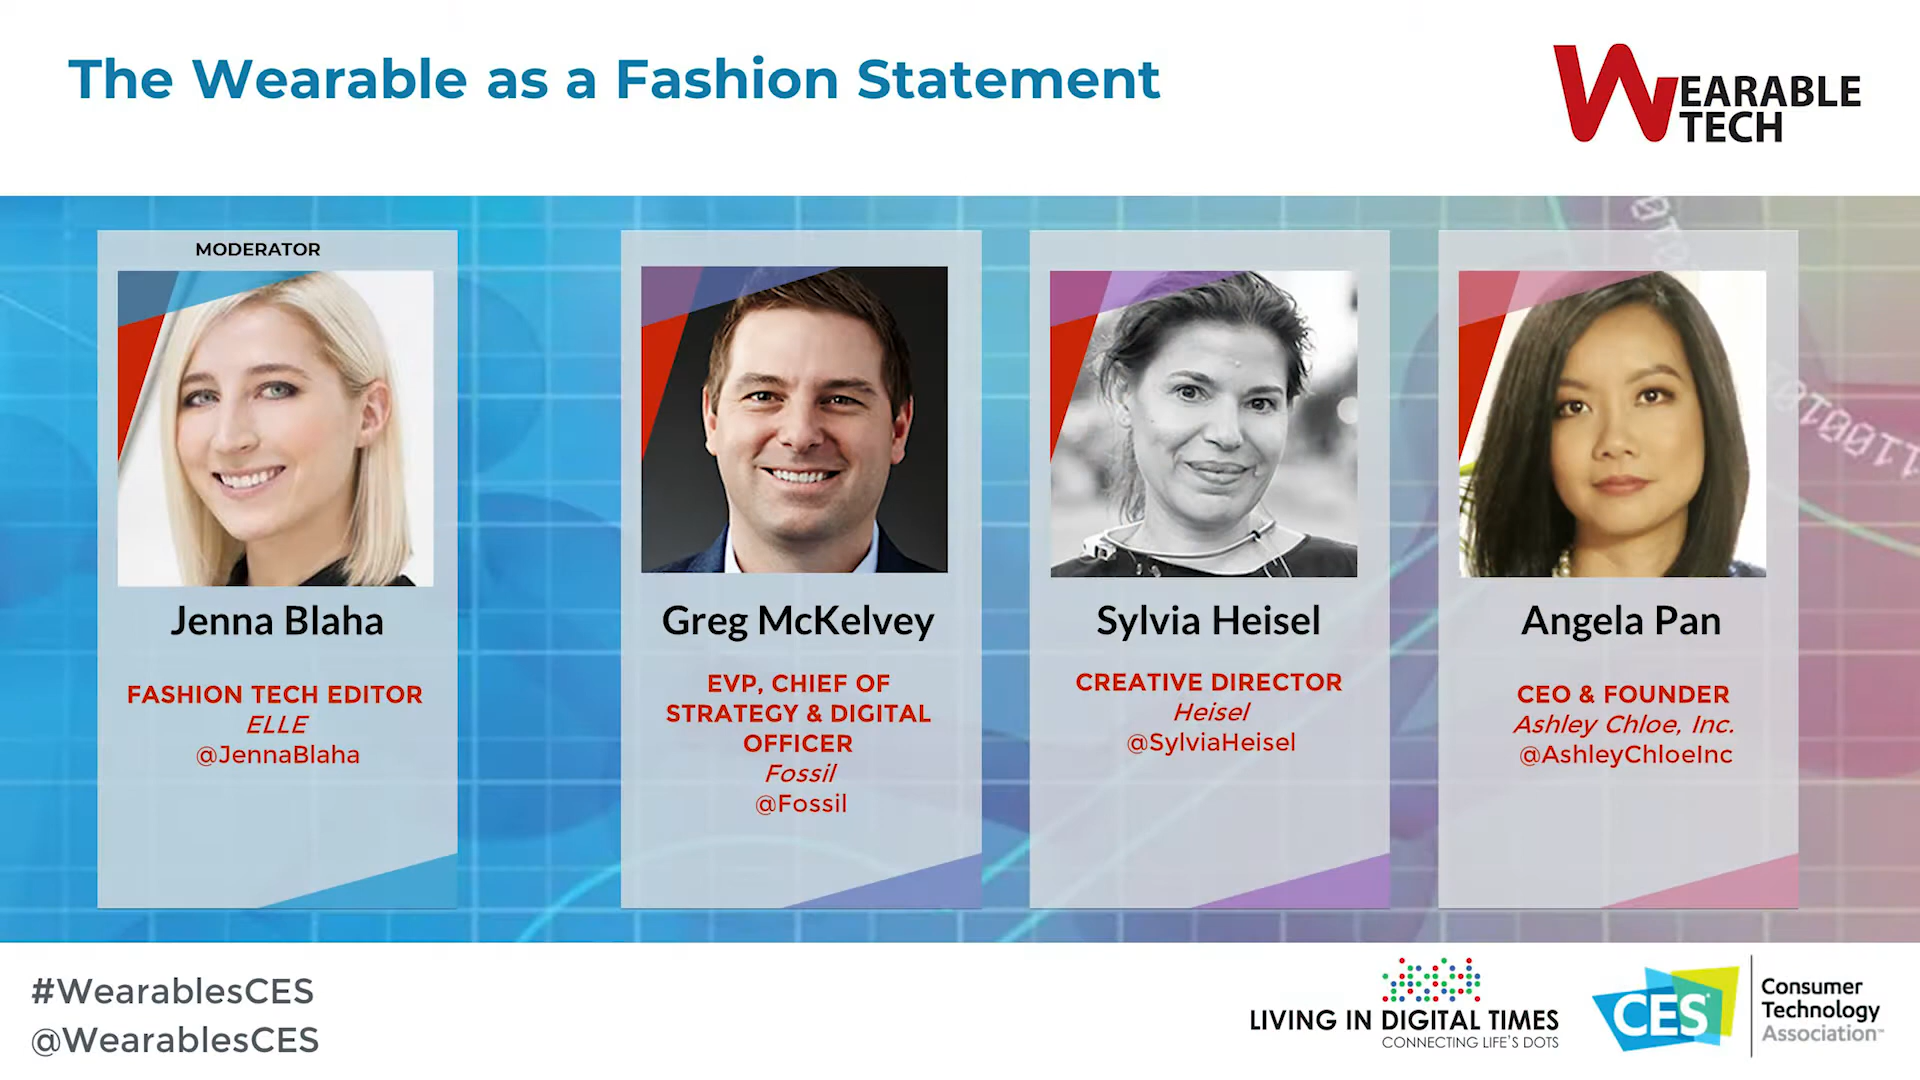 The Wearable as a Fashion Statement
WEARABLE
TECH
MODERATOR
Jenna Blaha
FASHION TECH EDITOR
ELLE
@JennaBlaha
Greg McKelvey
EVP, CHIEF OF
STRATEGY & DIGITAL
OFFICER
Fossil
@Fossil
Sylvia Heisel
CREATIVE DIRECTOR
Heisel
@SylviaHeisel
Angela Pan
CEO & FOUNDER
Ashley Chloe, Inc.
@AshleyChloeInc
#WearablesCES
@WearablesCES
LIVING IN DIGITAL TIMES
CONNECTING LIFE'S DOTS
CES
Consumer
Technology
Association